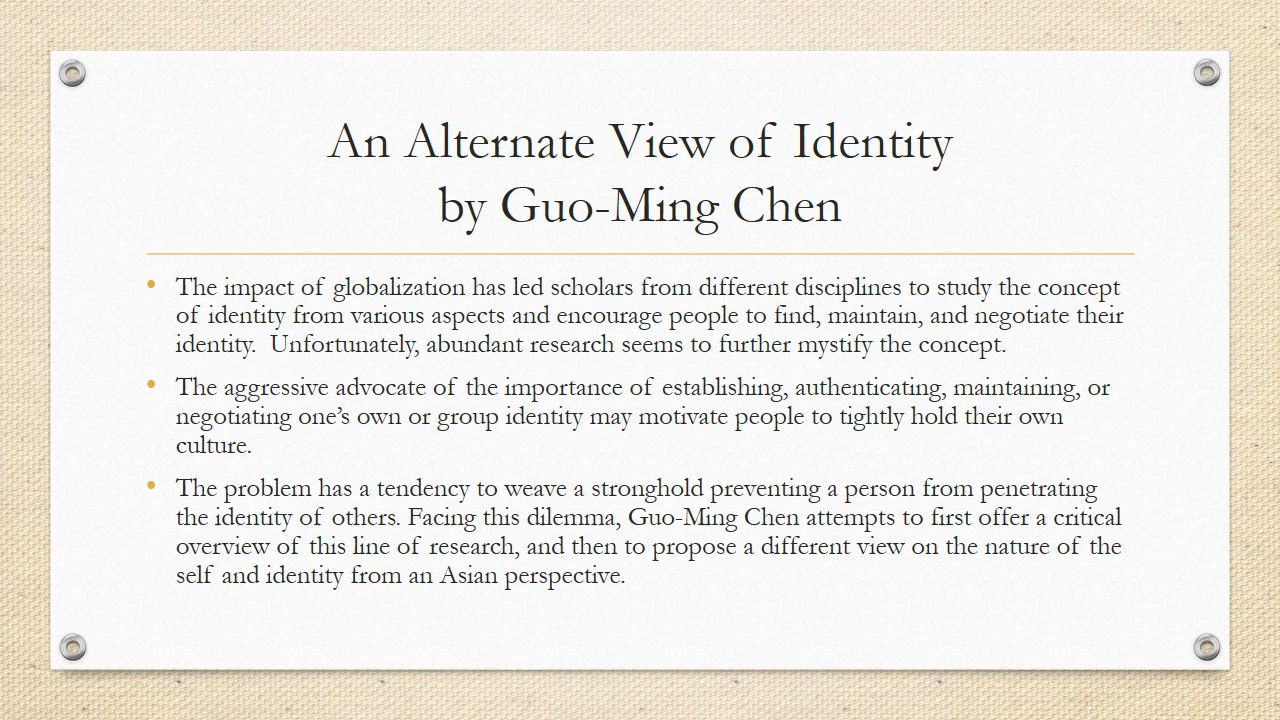 An Alternate View of Identity
by Guo-Ming Chen
• The impact of globalization has led scholars from different disciplines to study the concept
of identity from various aspects and encourage people to find, maintain, and negotiate their
identity.  Unfortunately, abundant research seems to further mystify the concept.
• The aggressive advocate of the importance of establishing, authenticating, maintaining, or
negotiating one’s own or group identity may motivate people to tightly hold their own
culture.
• The problem has a tendency to weave a stronghold preventing a person from penetrating
the identity of others. Facing this dilemma, Guo-Ming Chen attempts to first offer a critical
overview of this line of research, and then to propose a different view on the nature of the
self and identity from an Asian perspective.